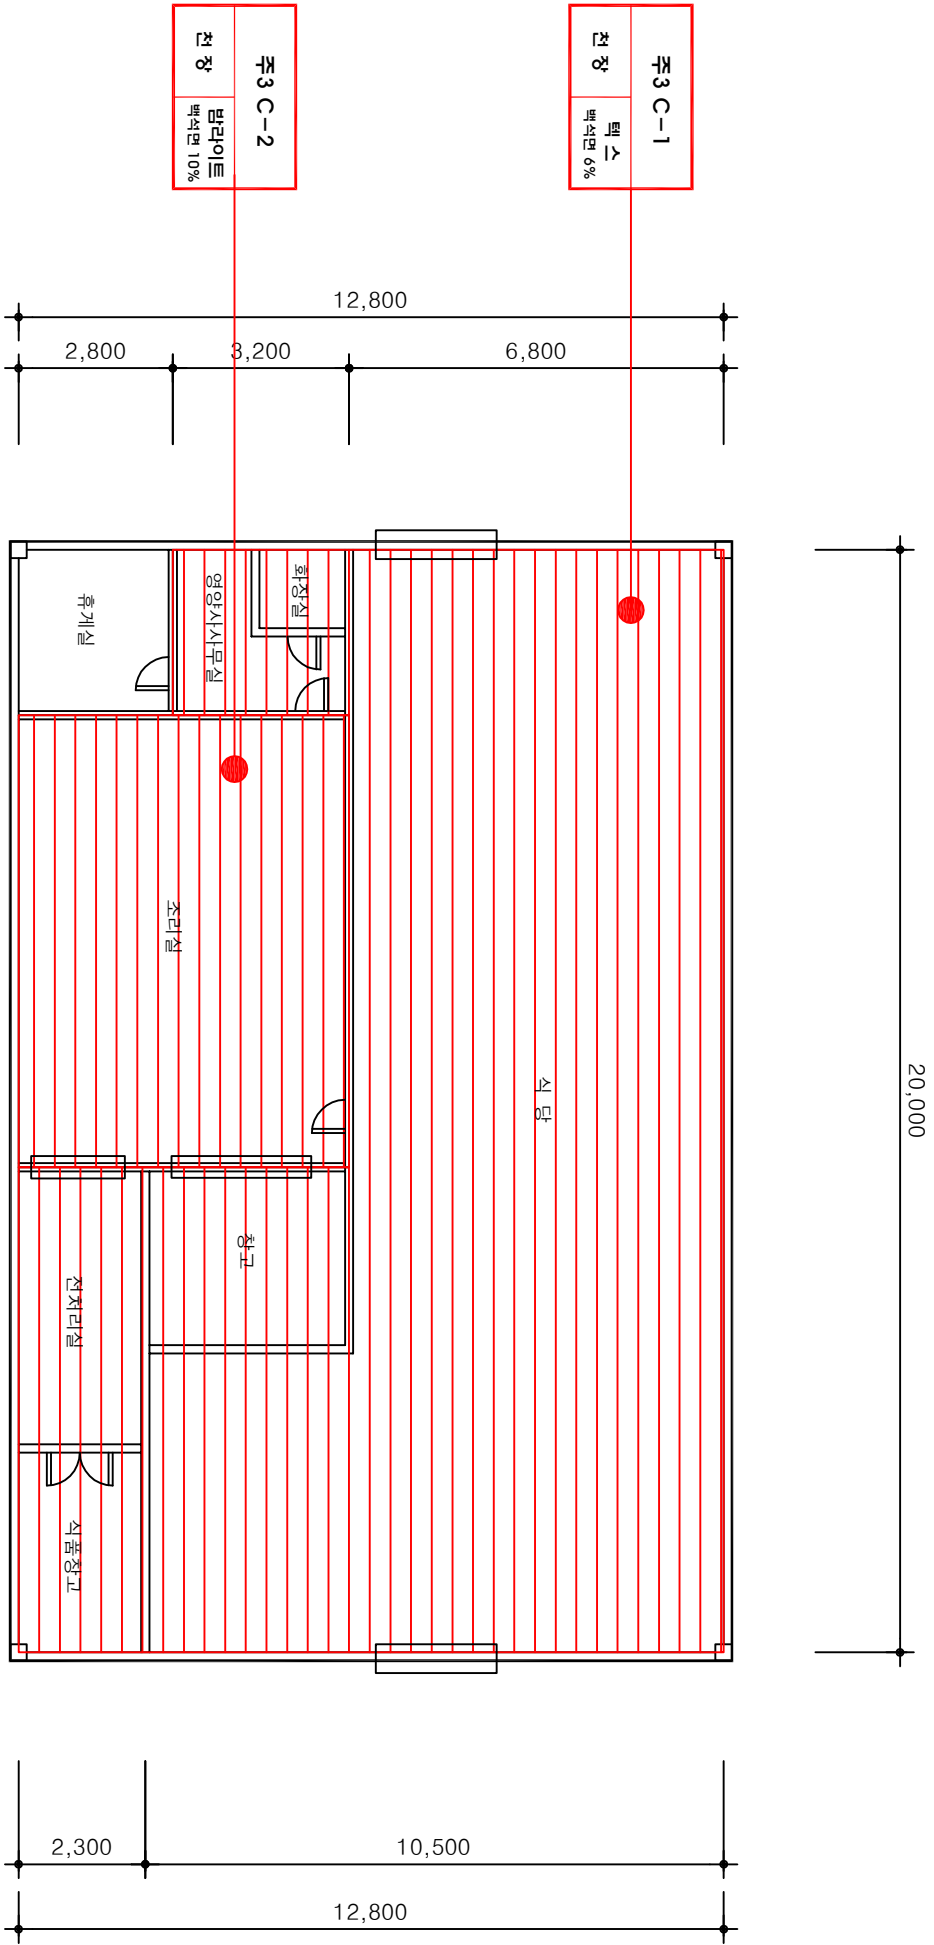 주3 C-2
천 장
밤라이트
백석면 10%
주3 C-1
천 장
텍 스
백석면 6%
12,800
2,800
3,200
6,800
휴게실
영양사사무실
화장실
조리실
식 당
20,000
창고
전처리실
식품창고
2,300
10,500
12,800